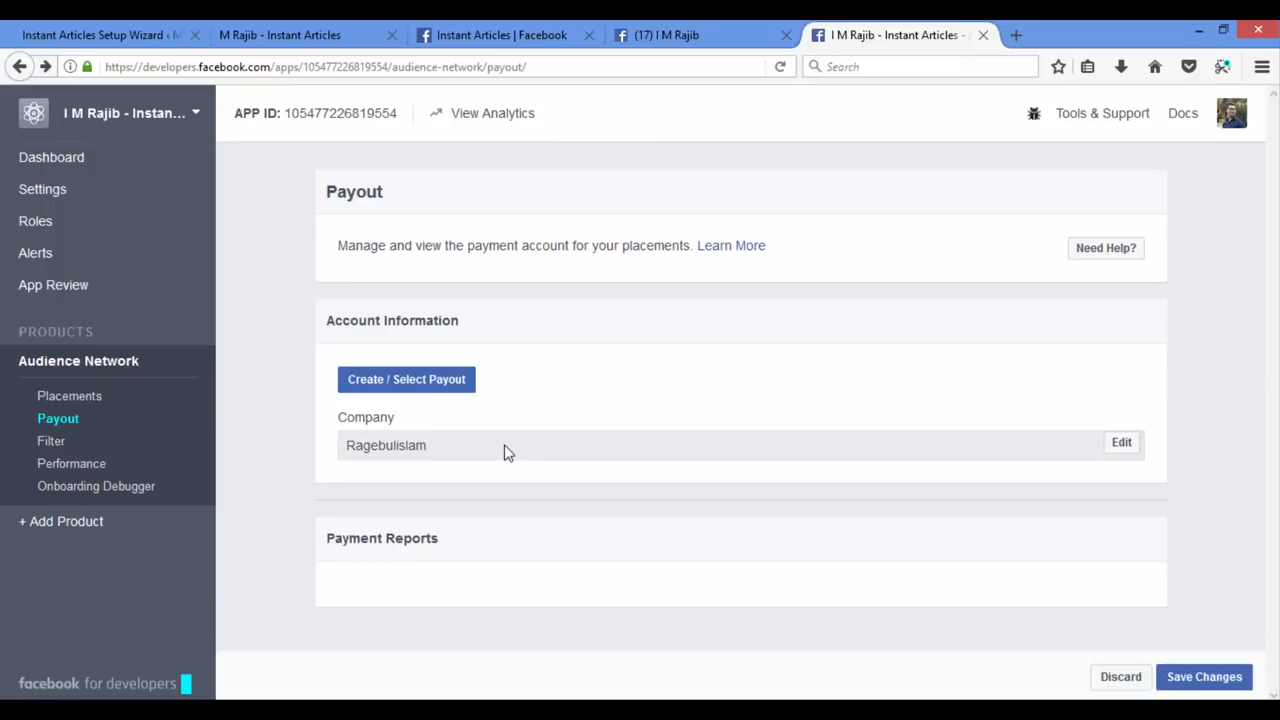 Instant Articles Setup Wizard ‹ M
M Rajib - Instant Articles
Instant Articles | Facebook
(17) I M Rajib
I M Rajib - Instant Articles -
https://developers.facebook.com/apps/105477226819554/audience-network/payout/
Search
I M Rajib - Instan...
APP ID: 105477226819554
View Analytics
Tools & Support
Docs
Dashboard
Settings
Roles
Alerts
App Review
PRODUCTS
Audience Network
Placements
Payout
Filter
Performance
Onboarding Debugger
+ Add Product
facebook for developers
Payout
Manage and view the payment account for your placements. Learn More
Need Help?
Account Information
Create / Select Payout
Company
Ragebulislam
Edit
Payment Reports
Discard
Save Changes